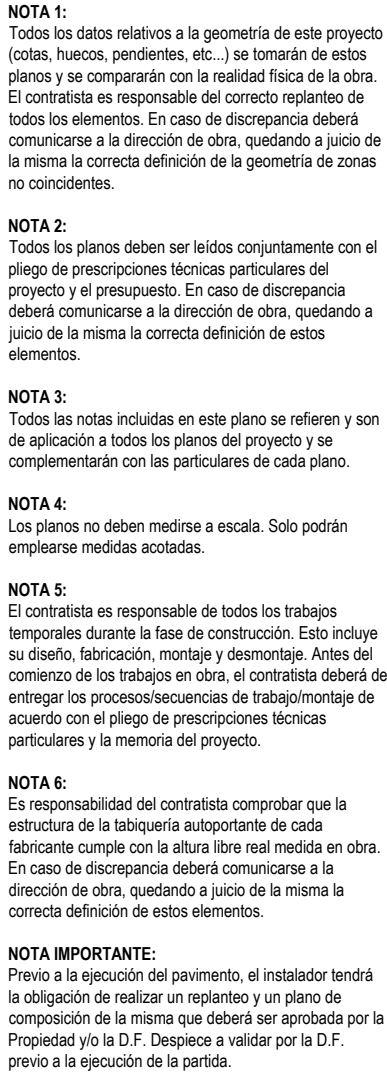 NOTA 1:
Todos los datos relativos a la geometría de este proyecto
(cotas, huecos, pendientes, etc...) se tomarán de estos
planos y se compararán con la realidad física de la obra.
El contratista es responsable del correcto replanteo de
todos los elementos. En caso de discrepancia deberá
comunicarse a la dirección de obra, quedando a juicio de
la misma la correcta definición de la geometría de zonas
no coincidentes.
NOTA 2:
Todos los planos deben ser leídos conjuntamente con el
pliego de prescripciones técnicas particulares del
proyecto y el presupuesto. En caso de discrepancia
deberá comunicarse a la dirección de obra, quedando a
juicio de la misma la correcta definición de estos
elementos.
NOTA 3:
Todos las notas incluidas en este plano se refieren y son
de aplicación a todos los planos del proyecto y se
complementarán con las particulares de cada plano.
NOTA 4:
Los planos no deben medirse a escala. Solo podrán
emplearse medidas acotadas.
NOTA 5:
El contratista es responsable de todos los trabajos
temporales durante la fase de construcción. Esto incluye
su diseño, fabricación, montaje y desmontaje. Antes del
comienzo de los trabajos en obra, el contratista deberá de
entregar los procesos/secuencias de trabajo/montaje de
acuerdo con el pliego de prescripciones técnicas
particulares y la memoria del proyecto.
NOTA 6:
Es responsabilidad del contratista comprobar que la
estructura de la tabiquería autoportante de cada
fabricante cumple con la altura libre real medida en obra.
En caso de discrepancia deberá comunicarse a la
dirección de obra, quedando a juicio de la misma la
correcta definición de estos elementos.
NOTA IMPORTANTE:
Previo a la ejecución del pavimento, el instalador tendrá
la obligación de realizar un replanteo y un plano de
composición de la misma que deberá ser aprobada por la
Propiedad y/o la D.F. Despiece a validar por la D.F.
previo a la ejecución de la partida.